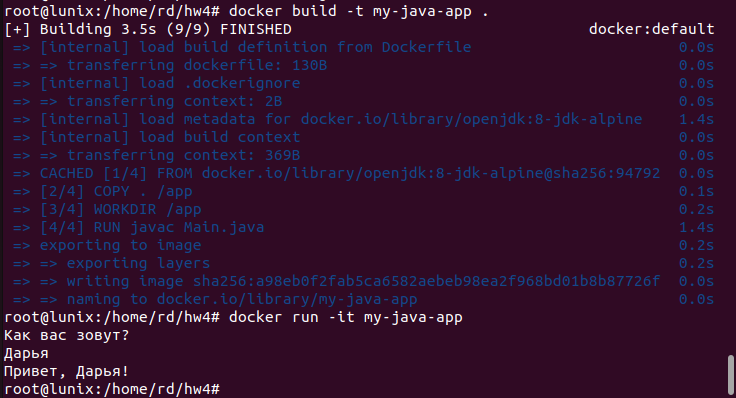 root@lunix:/home/rd/hw4# docker build -t my-java-app .
[+] Building 3.5s (9/9) FINISHED docker:default
=> [internal] load build definition from Dockerfile 0.0s
=> => transferring dockerfile: 130B 0.0s
=> [internal] load .dockerignore 0.0s
=> => transferring context: 2B 0.0s
=> [internal] load metadata for docker.io/library/openjdk:8-jdk-alpine 1.4s
=> [internal] load build context 0.0s
=> => transferring context: 369B 0.0s
=> CACHED [1/4] FROM docker.io/library/openjdk:8-jdk-alpine@sha256:94792 0.0s
=> [2/4] COPY . /app 0.1s
=> [3/4] WORKDIR /app 0.2s
=> [4/4] RUN javac Main.java 1.4s
=> exporting to image 0.2s
=> => exporting layers 0.2s
=> => writing image sha256:a98eb0f2fab5ca6582aebeb98ea2f968bd01b8b87726f 0.0s
=> => naming to docker.io/library/my-java-app 0.0s
root@lunix:/home/rd/hw4# docker run -it my-java-app
Как вас зовут?
Дарья
Привет, Дарья!
root@lunix:/home/rd/hw4#